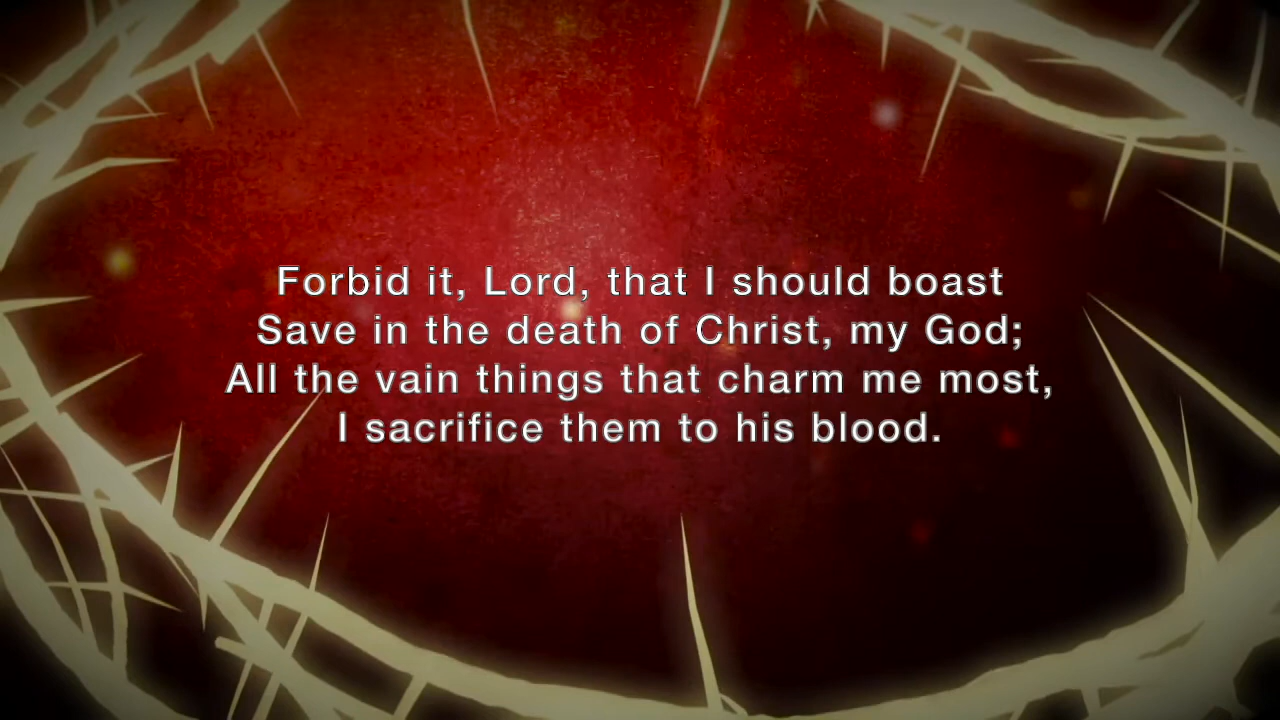 Forbid it, Lord, that I should boast
Save in the death of Christ, my God;
All the vain things that charm me most,
I sacrifice them to his blood.